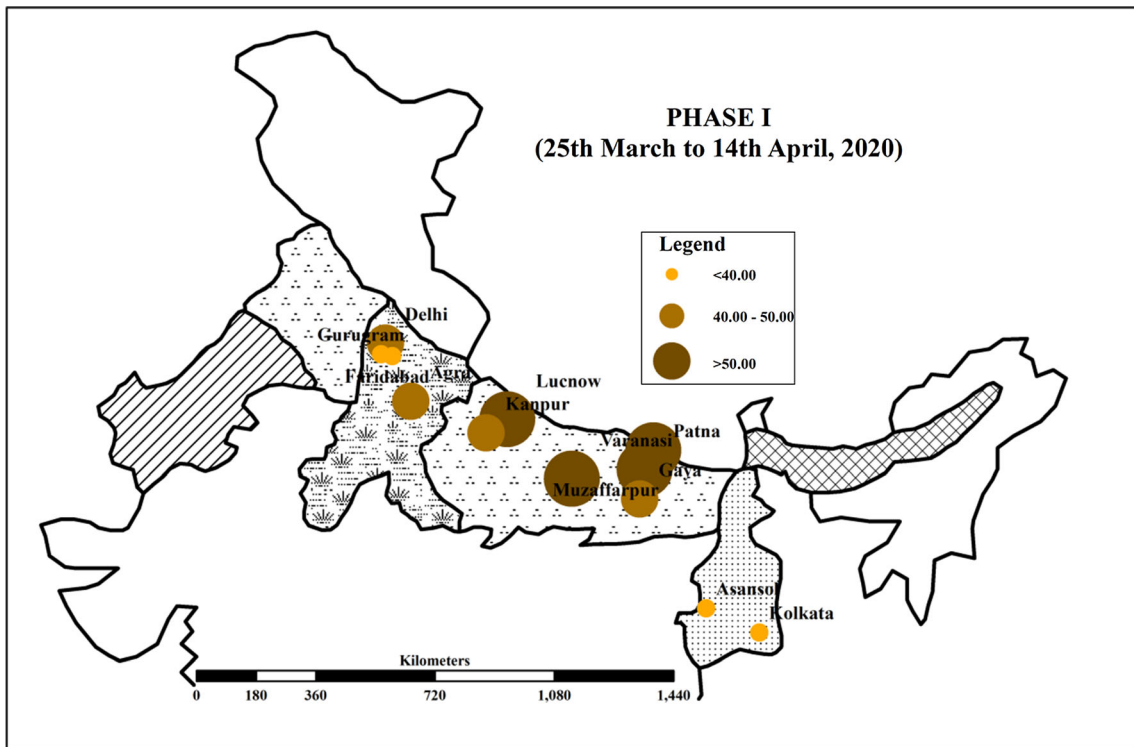 PHASE I
(25th March to 14th April, 2020)
Legend
<40.00
40.00 - 50.00
>50.00
Delhi
Gurugram
Faridabad
Agra
Lucnow
Kanpur
Varanasi
Patna
Gaya
Muzaffarpur
Asansol
Kolkata
Kilometers
0 180 360 720 1,080 1,440